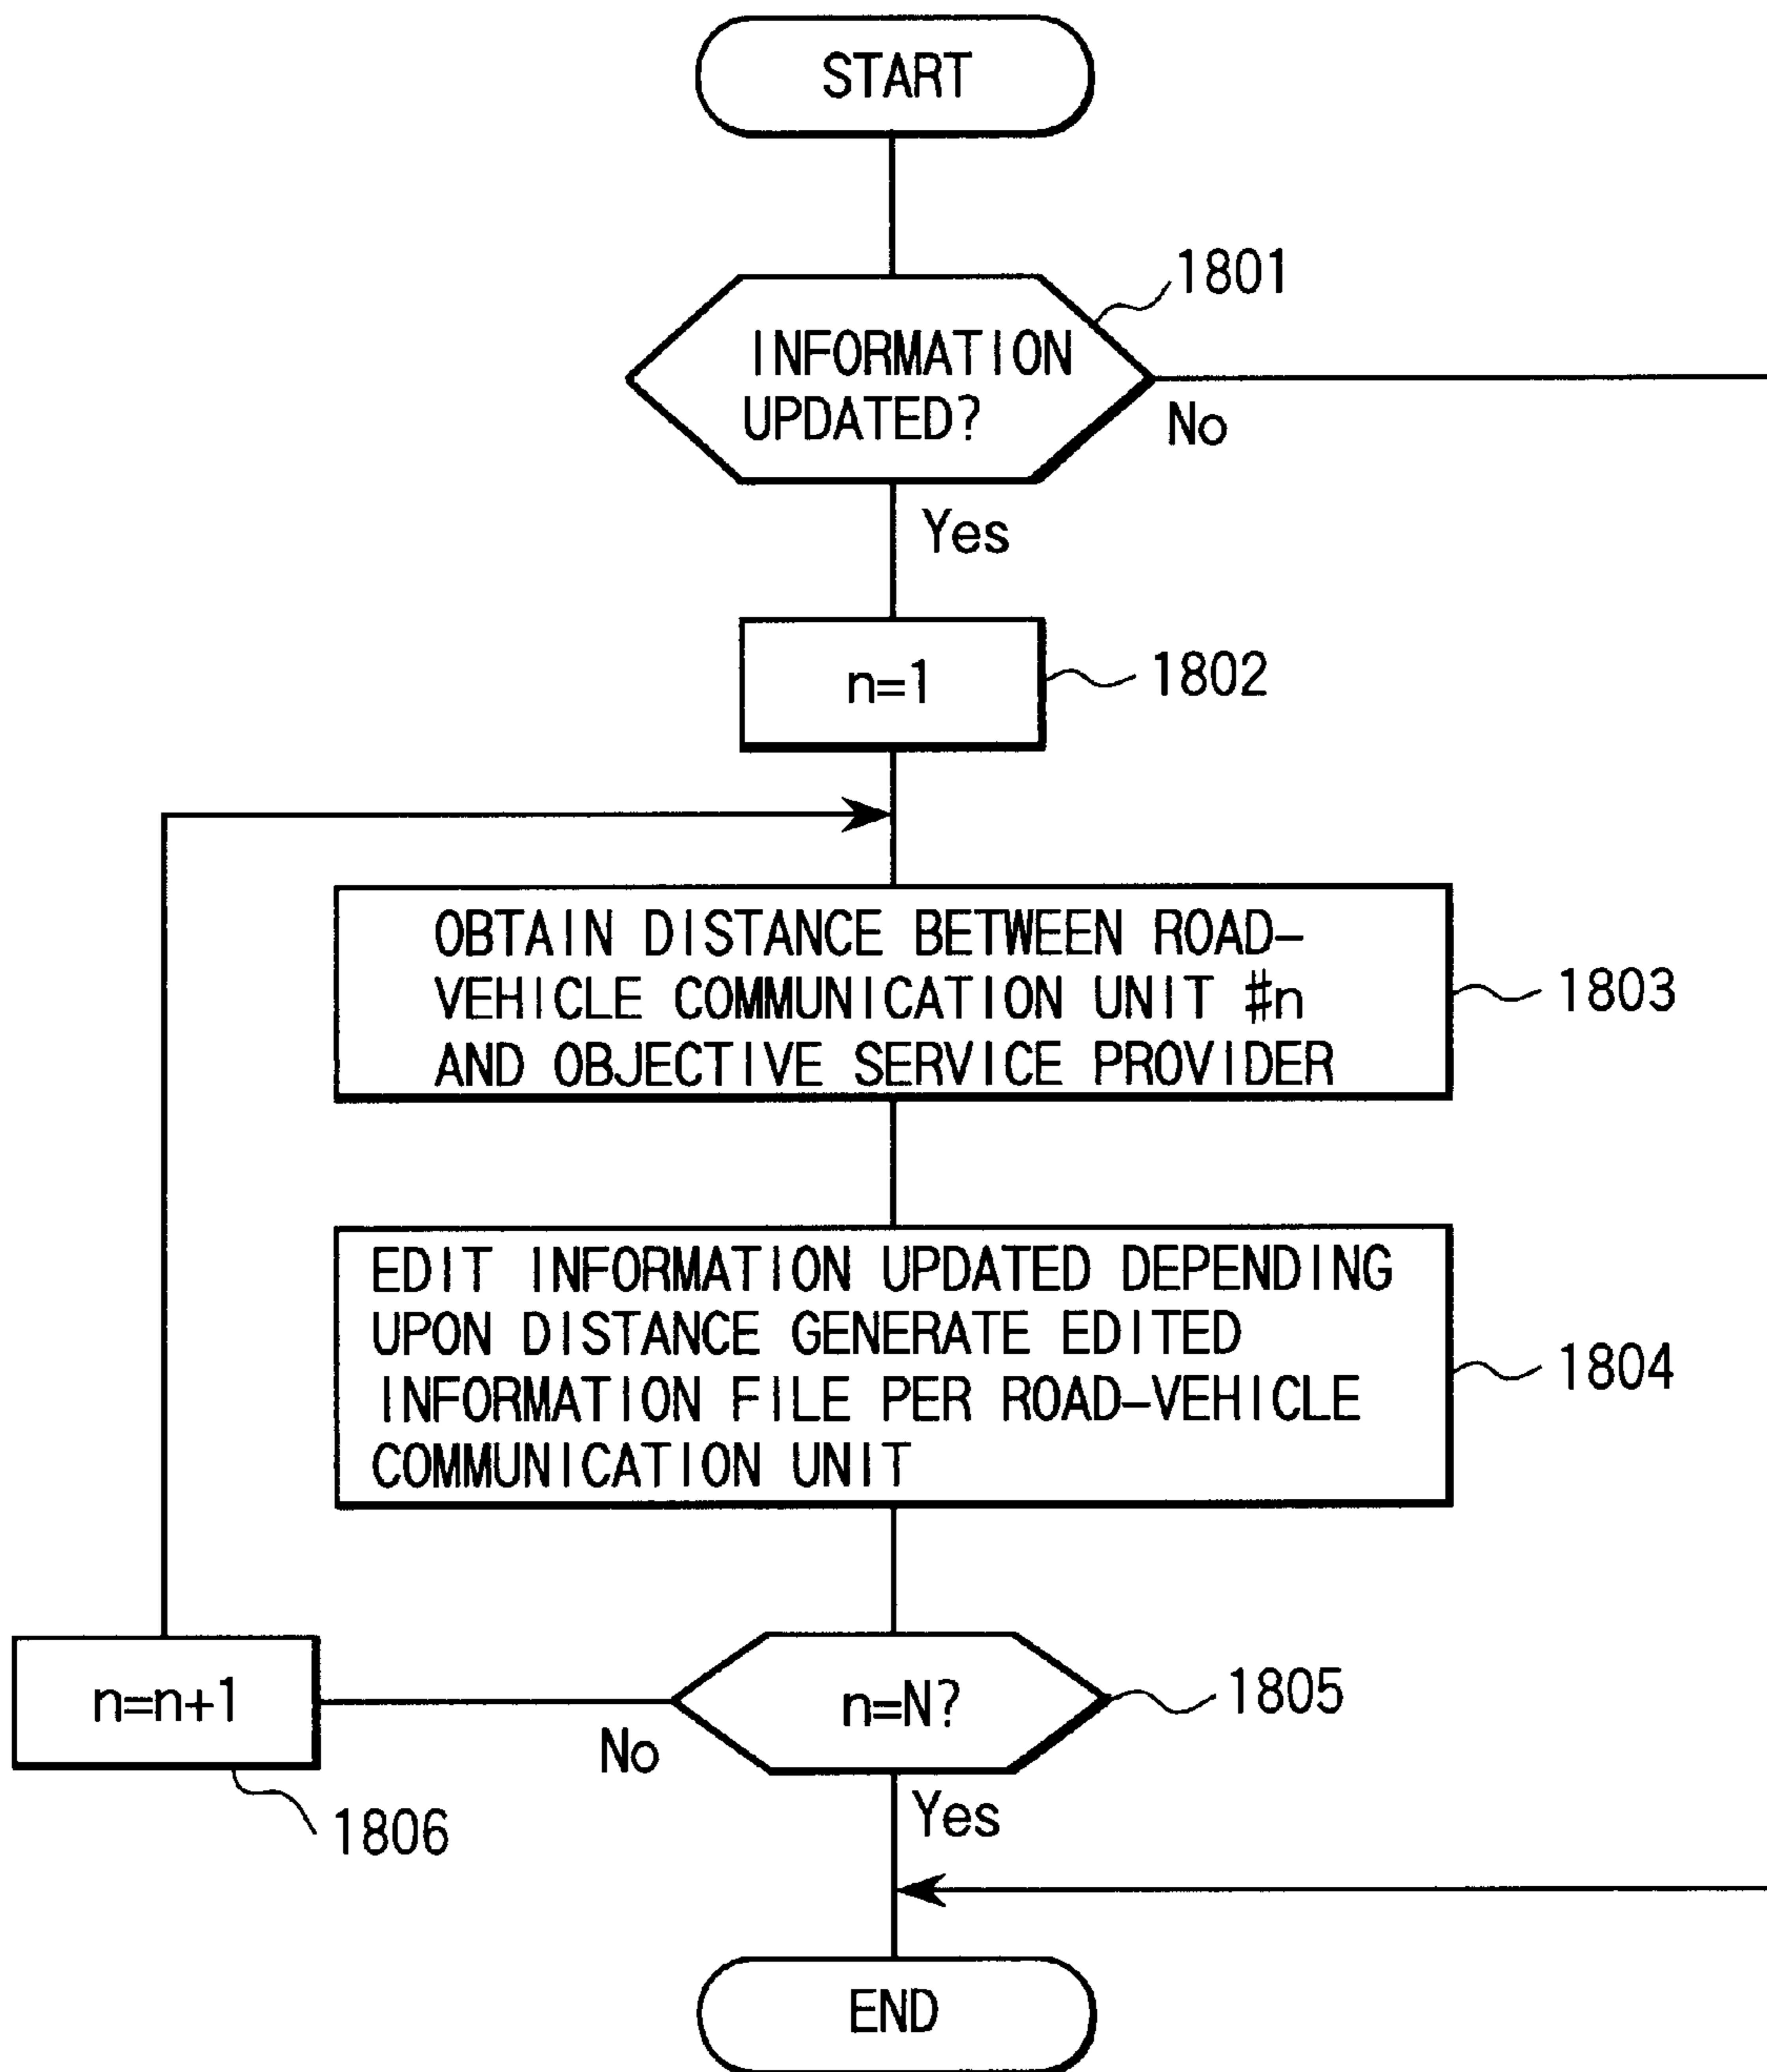 START
1801
INFORMATION
UPDATED?
No
Yes
n=1
1802
OBTAIN DISTANCE BETWEEN ROAD-
VEHICLE COMMUNICATION UNIT #n
AND OBJECTIVE SERVICE PROVIDER
1803
EDIT INFORMATION UPDATED DEPENDING
UPON DISTANCE GENERATE EDITED
INFORMATION FILE PER ROAD-VEHICLE
COMMUNICATION UNIT
1804
n=N?
1805
n=n+1
No
1806
Yes
END